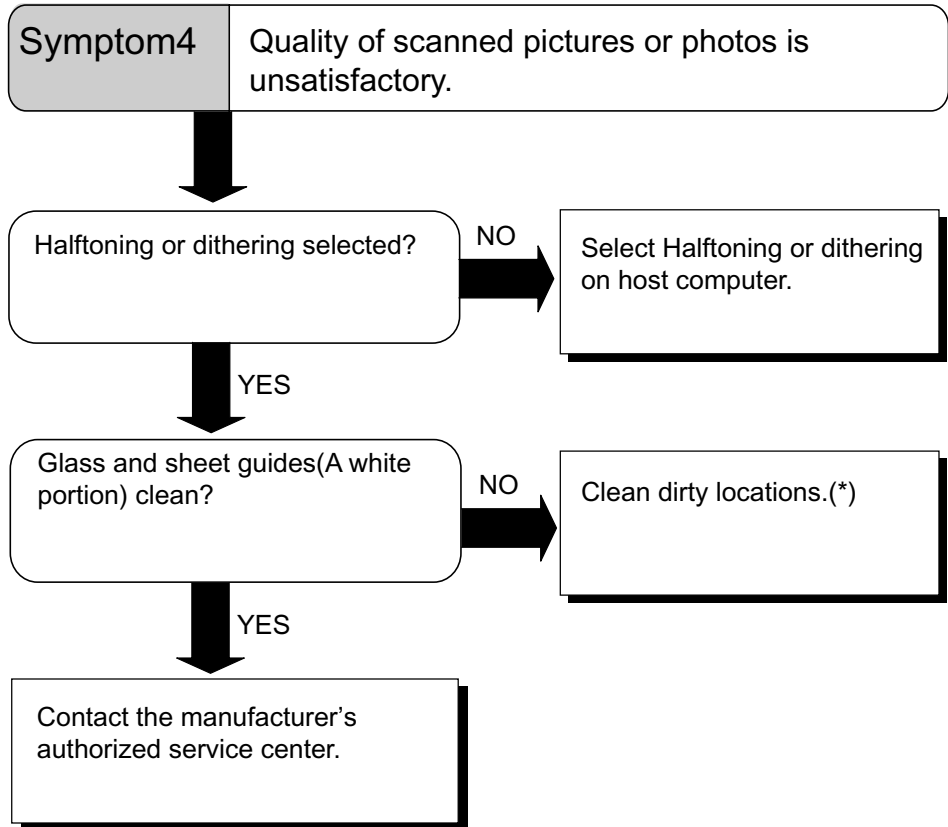 Symptom4
Quality of scanned pictures or photos is
unsatisfactory.
Halftoning or dithering selected?
NO
Select Halftoning or dithering
on host computer.
YES
Glass and sheet guides(A white
portion) clean?
NO
Clean dirty locations.(*)
YES
Contact the manufacturer’s
authorized service center.